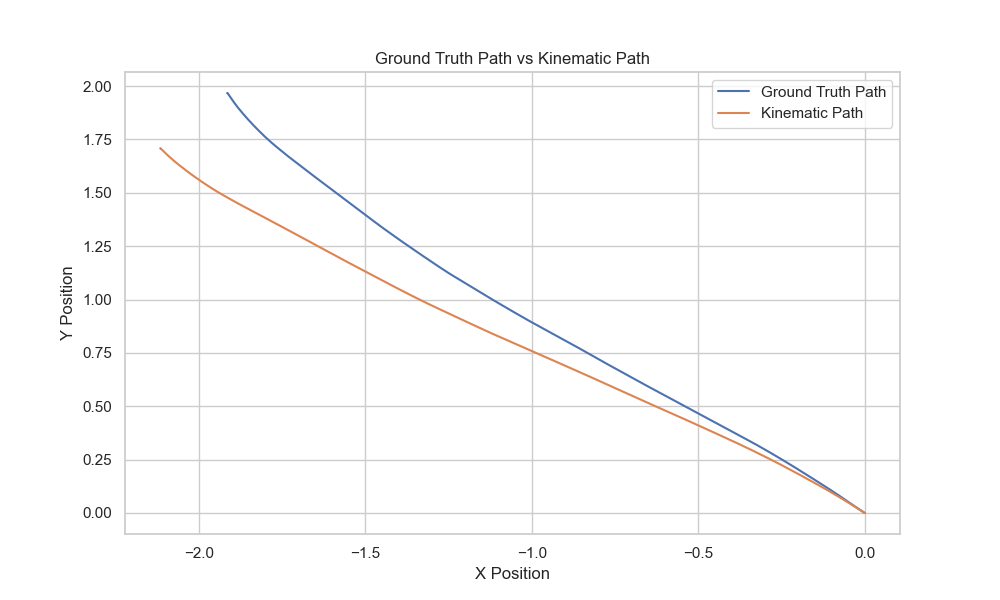 Ground Truth Path vs Kinematic Path
Ground Truth Path
Kinematic Path
Y Position
2.00
1.75
1.50
1.25
1.00
0.75
0.50
0.25
0.00
−2.0 −1.5 −1.0 −0.5 0.0
X Position